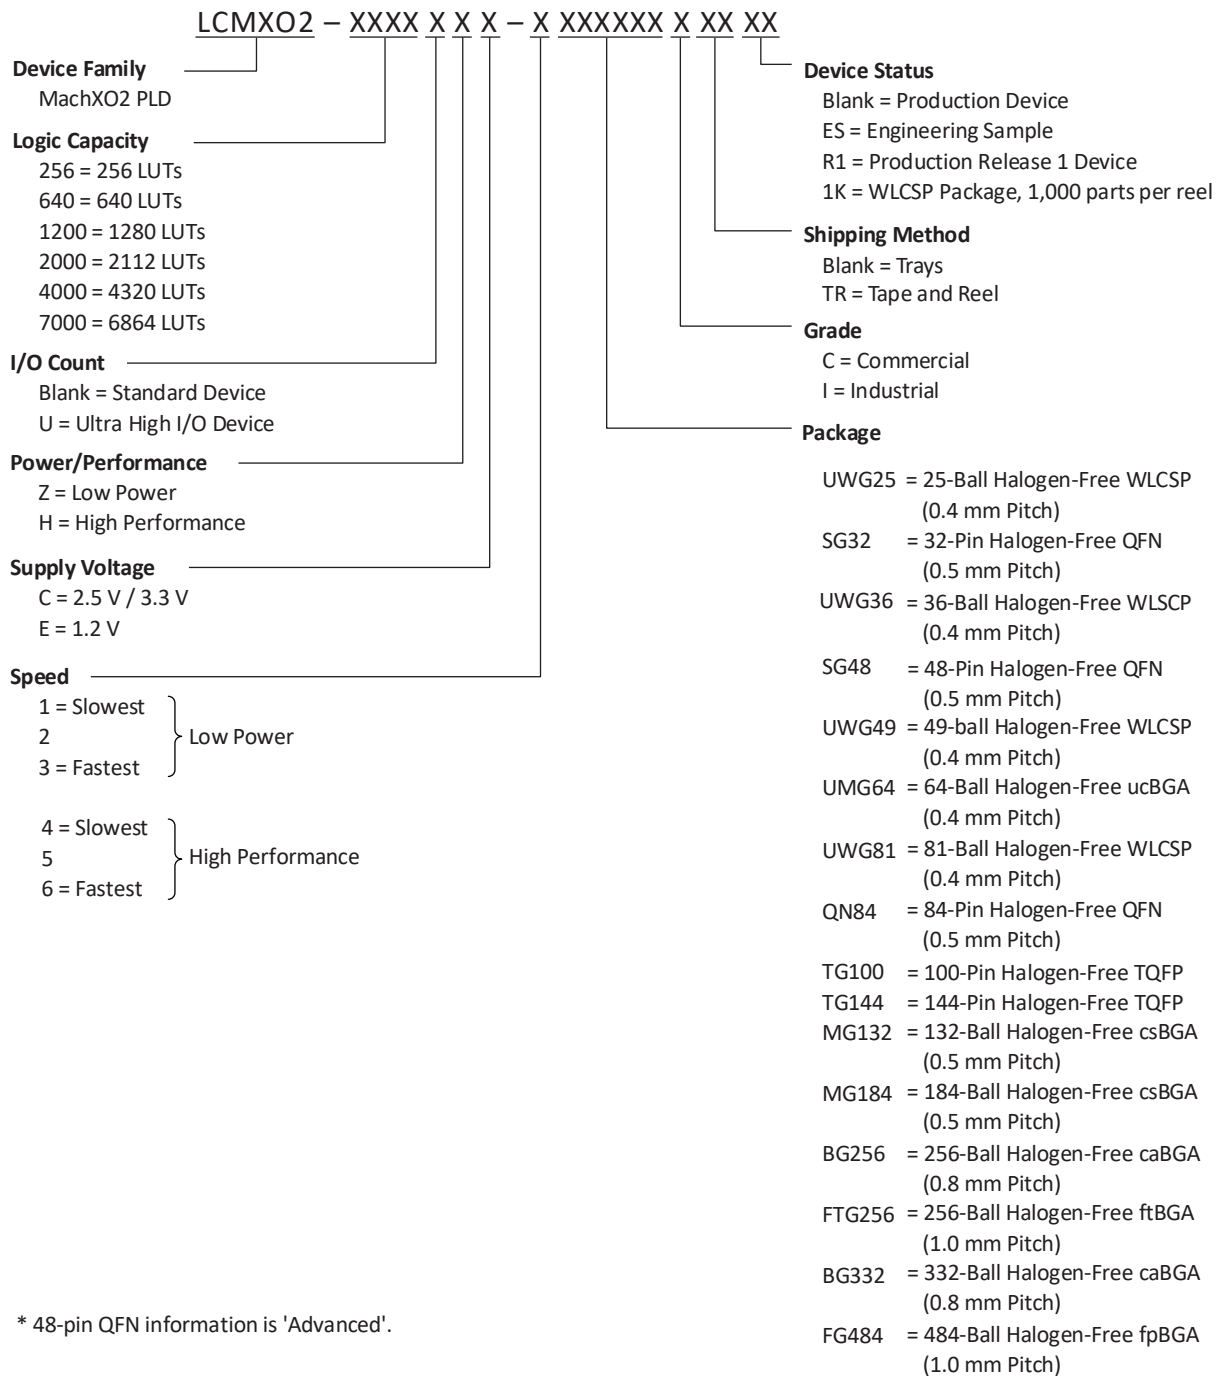 LCMXO2 – XXXX X X X – X XXXXXX X XX XX
Device Family
MachXO2 PLD
Logic Capacity
256 = 256 LUTs
640 = 640 LUTs
1200 = 1280 LUTs
2000 = 2112 LUTs
4000 = 4320 LUTs
7000 = 6864 LUTs
I/O Count
Blank = Standard Device
U = Ultra High I/O Device
Power/Performance
Z = Low Power
H = High Performance
Supply Voltage
C = 2.5 V / 3.3 V
E = 1.2 V
Speed
1 = Slowest
2
3 = Fastest
Low Power
4 = Slowest
5
6 = Fastest
High Performance
Device Status
Blank = Production Device
ES = Engineering Sample
R1 = Production Release 1 Device
1K = WLCSP Package, 1,000 parts per reel
Shipping Method
Blank = Trays
TR = Tape and Reel
Grade
C = Commercial
I = Industrial
Package
UWG25 = 25-Ball Halogen-Free WLCSP
(0.4 mm Pitch)
SG32 = 32-Pin Halogen-Free QFN
(0.5 mm Pitch)
UWG36 = 36-Ball Halogen-Free WLSCP
(0.4 mm Pitch)
SG48 = 48-Pin Halogen-Free QFN
(0.5 mm Pitch)
UWG49 = 49-ball Halogen-Free WLCSP
(0.4 mm Pitch)
UMG64 = 64-Ball Halogen-Free ucBGA
(0.4 mm Pitch)
UWG81 = 81-Ball Halogen-Free WLCSP
(0.4 mm Pitch)
QN84 = 84-Pin Halogen-Free QFN
(0.5 mm Pitch)
TG100 = 100-Pin Halogen-Free TQFP
TG144 = 144-Pin Halogen-Free TQFP
MG132 = 132-Ball Halogen-Free csBGA
(0.5 mm Pitch)
MG184 = 184-Ball Halogen-Free csBGA
(0.5 mm Pitch)
BG256 = 256-Ball Halogen-Free caBGA
(0.8 mm Pitch)
FTG256 = 256-Ball Halogen-Free ftBGA
(1.0 mm Pitch)
BG332 = 332-Ball Halogen-Free caBGA
(0.8 mm Pitch)
FG484 = 484-Ball Halogen-Free fpBGA
(1.0 mm Pitch)
* 48-pin QFN information is 'Advanced'.